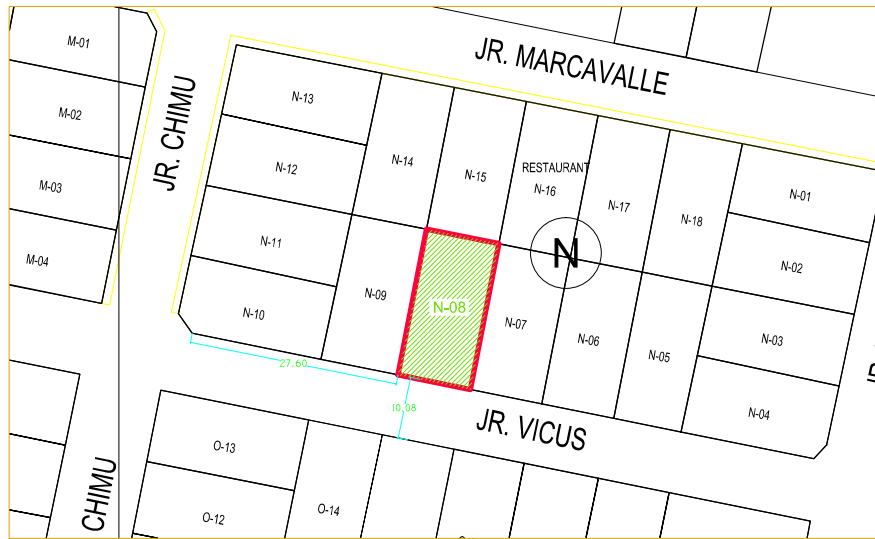 M-01
M-02
M-03
M-04
JR. CHIMU
JR. MARCAVALLE
N-13
N-14
N-15
RESTAURANT
N-16
N-17
N-18
N-01
N-12
N-02
N-11
N-03
N-10
N-09
N-08
N-07
N-06
N-05
N-04
N
27.60
10.08
JR. VICUS
CHIMU
O-13
O-12
O-14